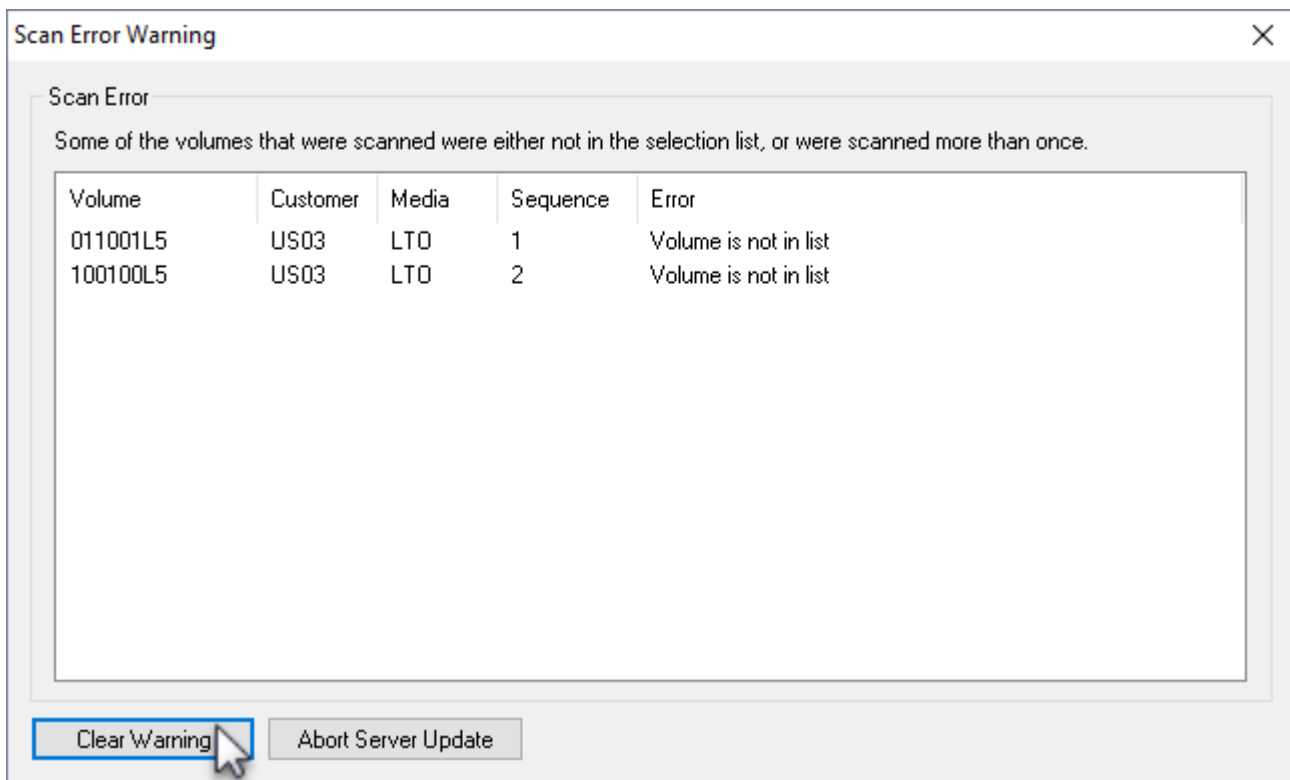 Scan Error Warning
Scan Error
Some of the volumes that were scanned were either not in the selection list, or were scanned more than once.
Volume Customer Media Sequence Error
011001L5 US03 LTO 1 Volume is not in list
100100L5 US03 LTO 2 Volume is not in list
Clear Warning Abort Server Update